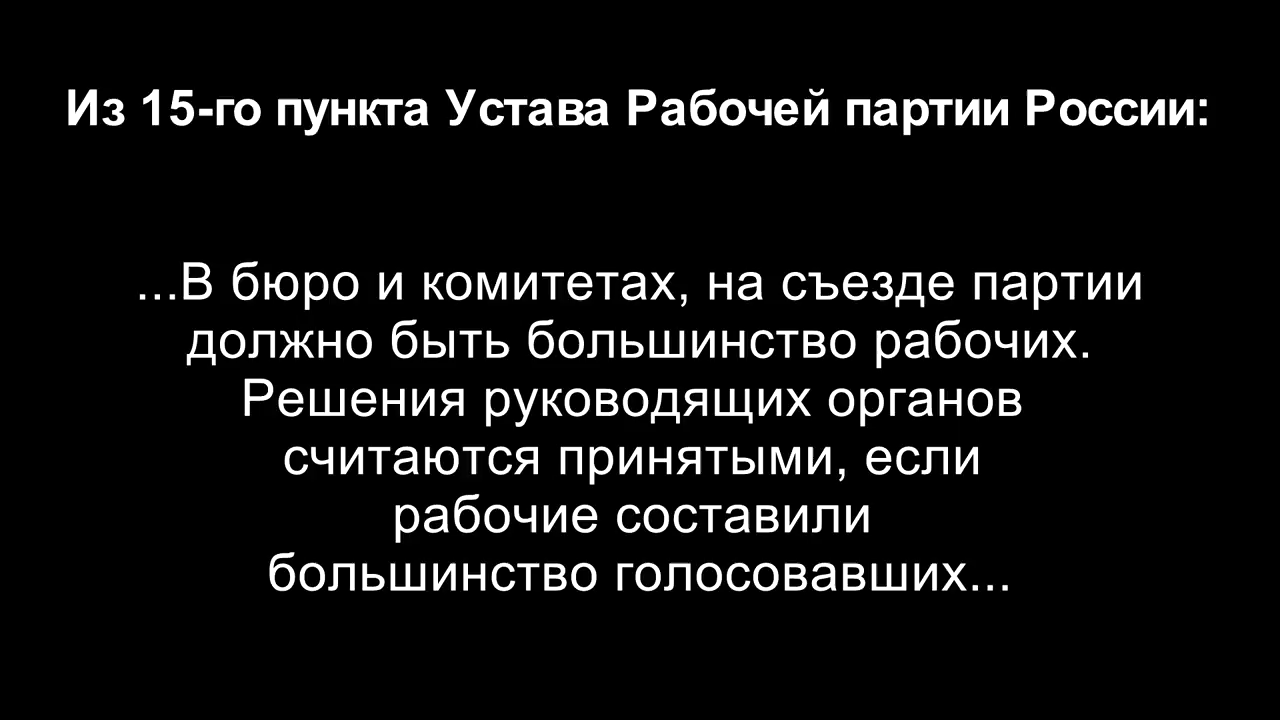 Из 15-го пункта Устава Рабочей партии России:
...В бюро и комитетах, на съезде партии
должно быть большинство рабочих.
Решения руководящих органов
считаются принятыми, если
рабочие составили
большинство голосовавших...